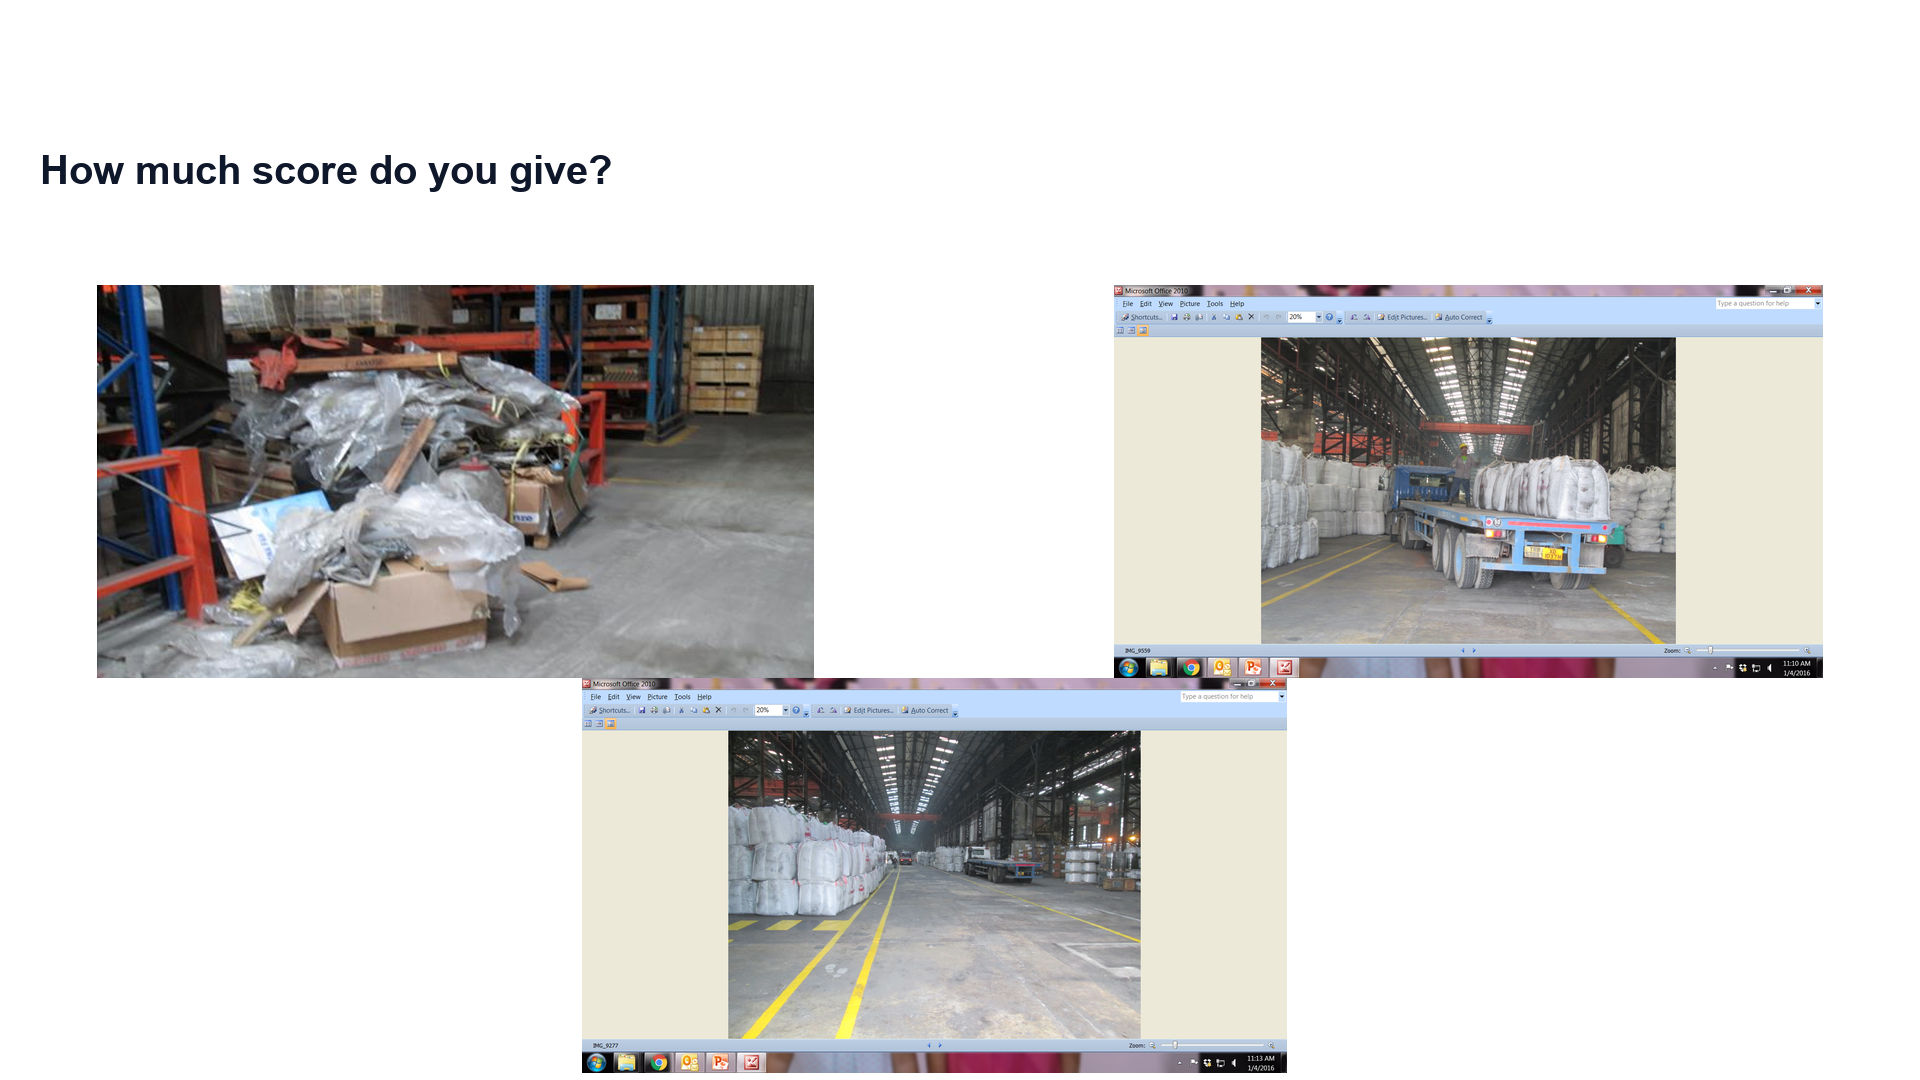 How much score do you give?
Microsoft Office 2010
File Edit View Picture Tools Help
Type a question for help
Shortcuts... 20% Edit Pictures... Auto Correct
IMG_9559
Zoom:
11:10 AM
1/4/2016
Microsoft Office 2010
File Edit View Picture Tools Help
Type a question for help
Shortcuts... 20% Edit Pictures... Auto Correct
IMG_9277
Zoom:
11:13 AM
1/4/2016